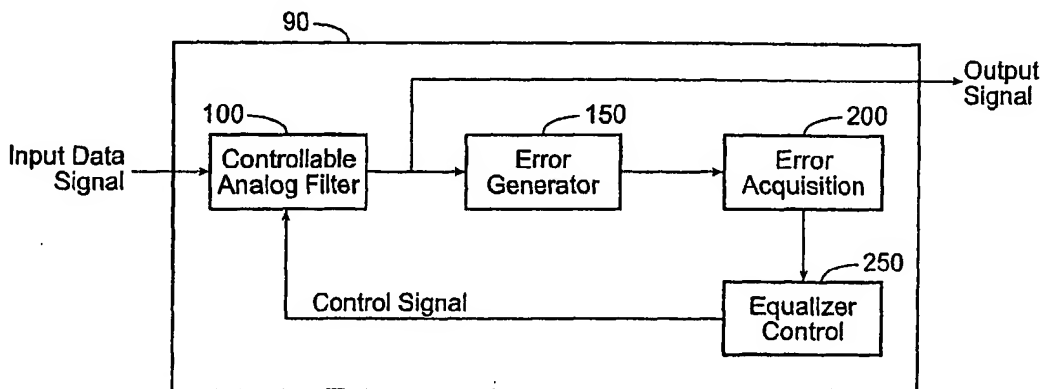 90
Output
Signal
100
150
200
Input Data
Signal
Controllable
Analog Filter
Error
Generator
Error
Acquisition
250
Control Signal
Equalizer
Control